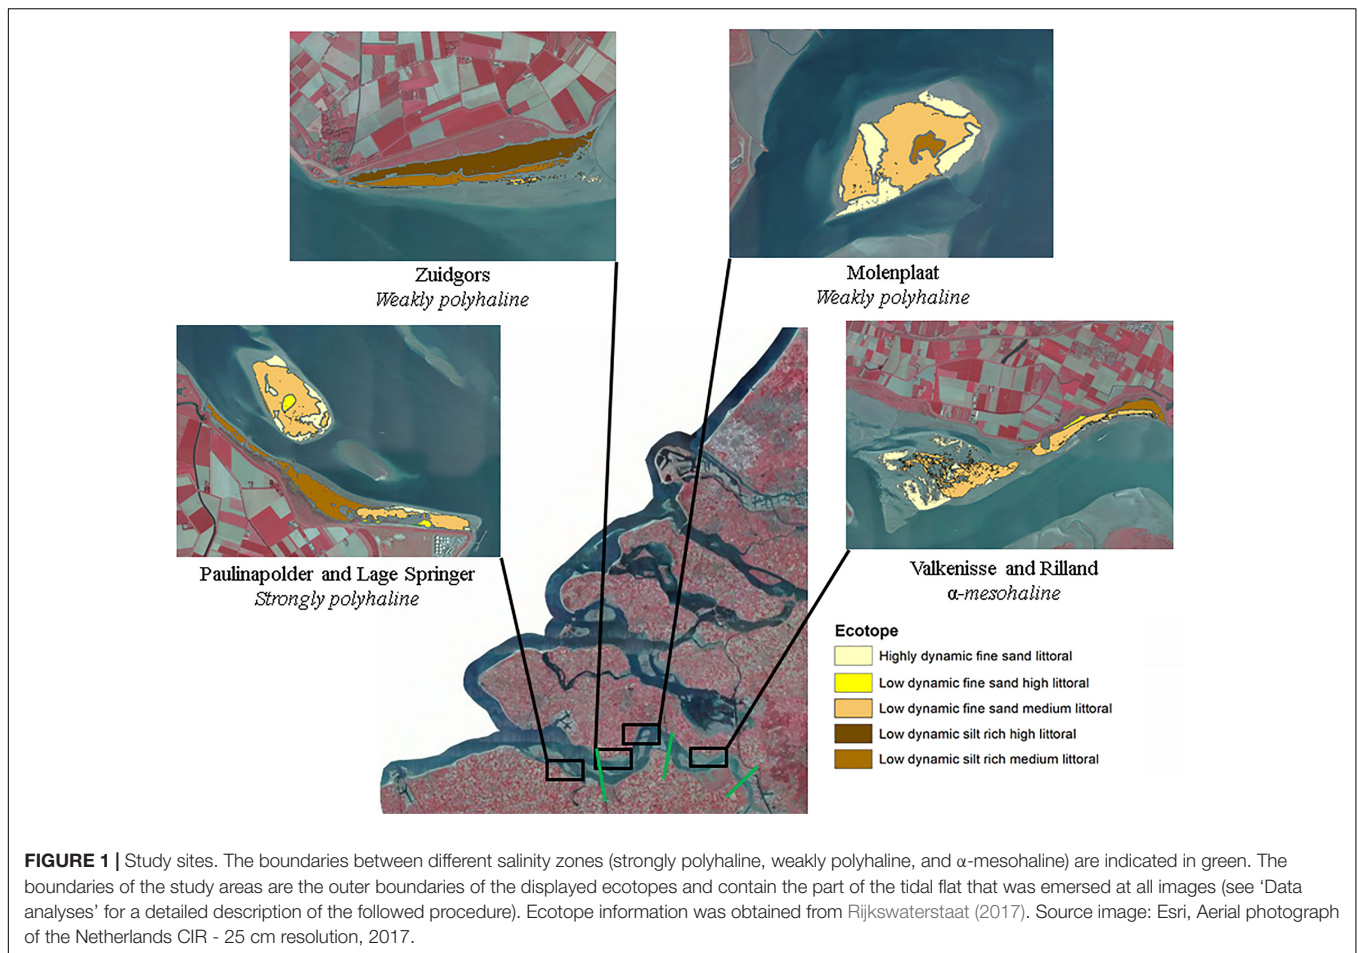 Zuidgors
Weakly polyhaline
Molenplaat
Weakly polyhaline
Paulinapolder and Lage Springer
Strongly polyhaline
Valkenisse and Rilland
α-mesohaline
Ecotope
Highly dynamic fine sand littoral
Low dynamic fine sand high littoral
Low dynamic fine sand medium littoral
Low dynamic silt rich high littoral
Low dynamic silt rich medium littoral
FIGURE 1 | Study sites. The boundaries between different salinity zones (strongly polyhaline, weakly polyhaline, and α-mesohaline) are indicated in green. The
boundaries of the study areas are the outer boundaries of the displayed ecotopes and contain the part of the tidal flat that was emersed at all images (see ‘Data
analyses’ for a detailed description of the followed procedure). Ecotope information was obtained from Rijkswaterstaat (2017). Source image: Esri, Aerial photograph
of the Netherlands CIR - 25 cm resolution, 2017.